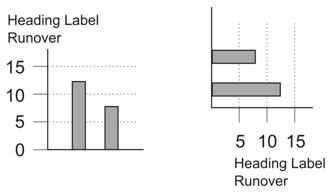 Heading Label
Runover
15
10
5
0
5 10 15
Heading Label
Runover